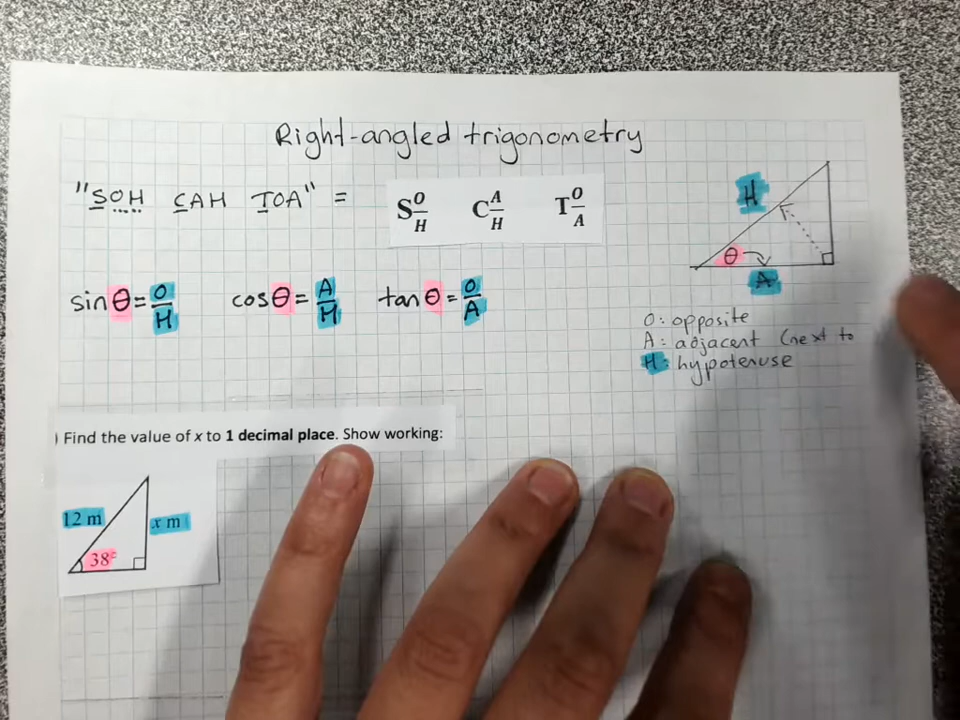 Right-angled trigonometry
"SOH CAH TOA" = S O/H C A/H T O/A
H
θ
A
sinθ = O/H cosθ = A/H tanθ = O/A
O: opposite
A: adjacent (next to
H: hypotenuse
) Find the value of x to 1 decimal place. Show working:
12 m
x m
38°